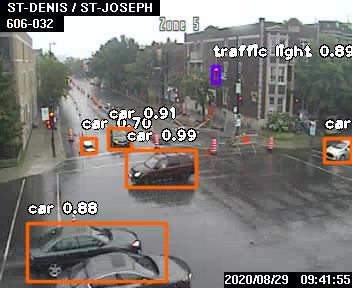 ST-DENIS / ST-JOSEPH
606-032
Zone 5
traffic light 0.89
car 0.91
car 0.70
car 0.99
car
car 0.88
2020/08/29 09:41:55